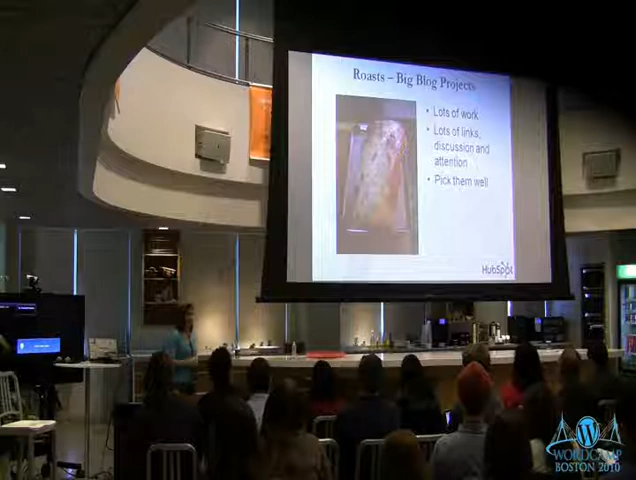 Roasts – Big Blog Projects
• Lots of work
• Lots of links,
discussion and
attention
• Pick them well
HubSpot
WORDCAMP
BOSTON 2010